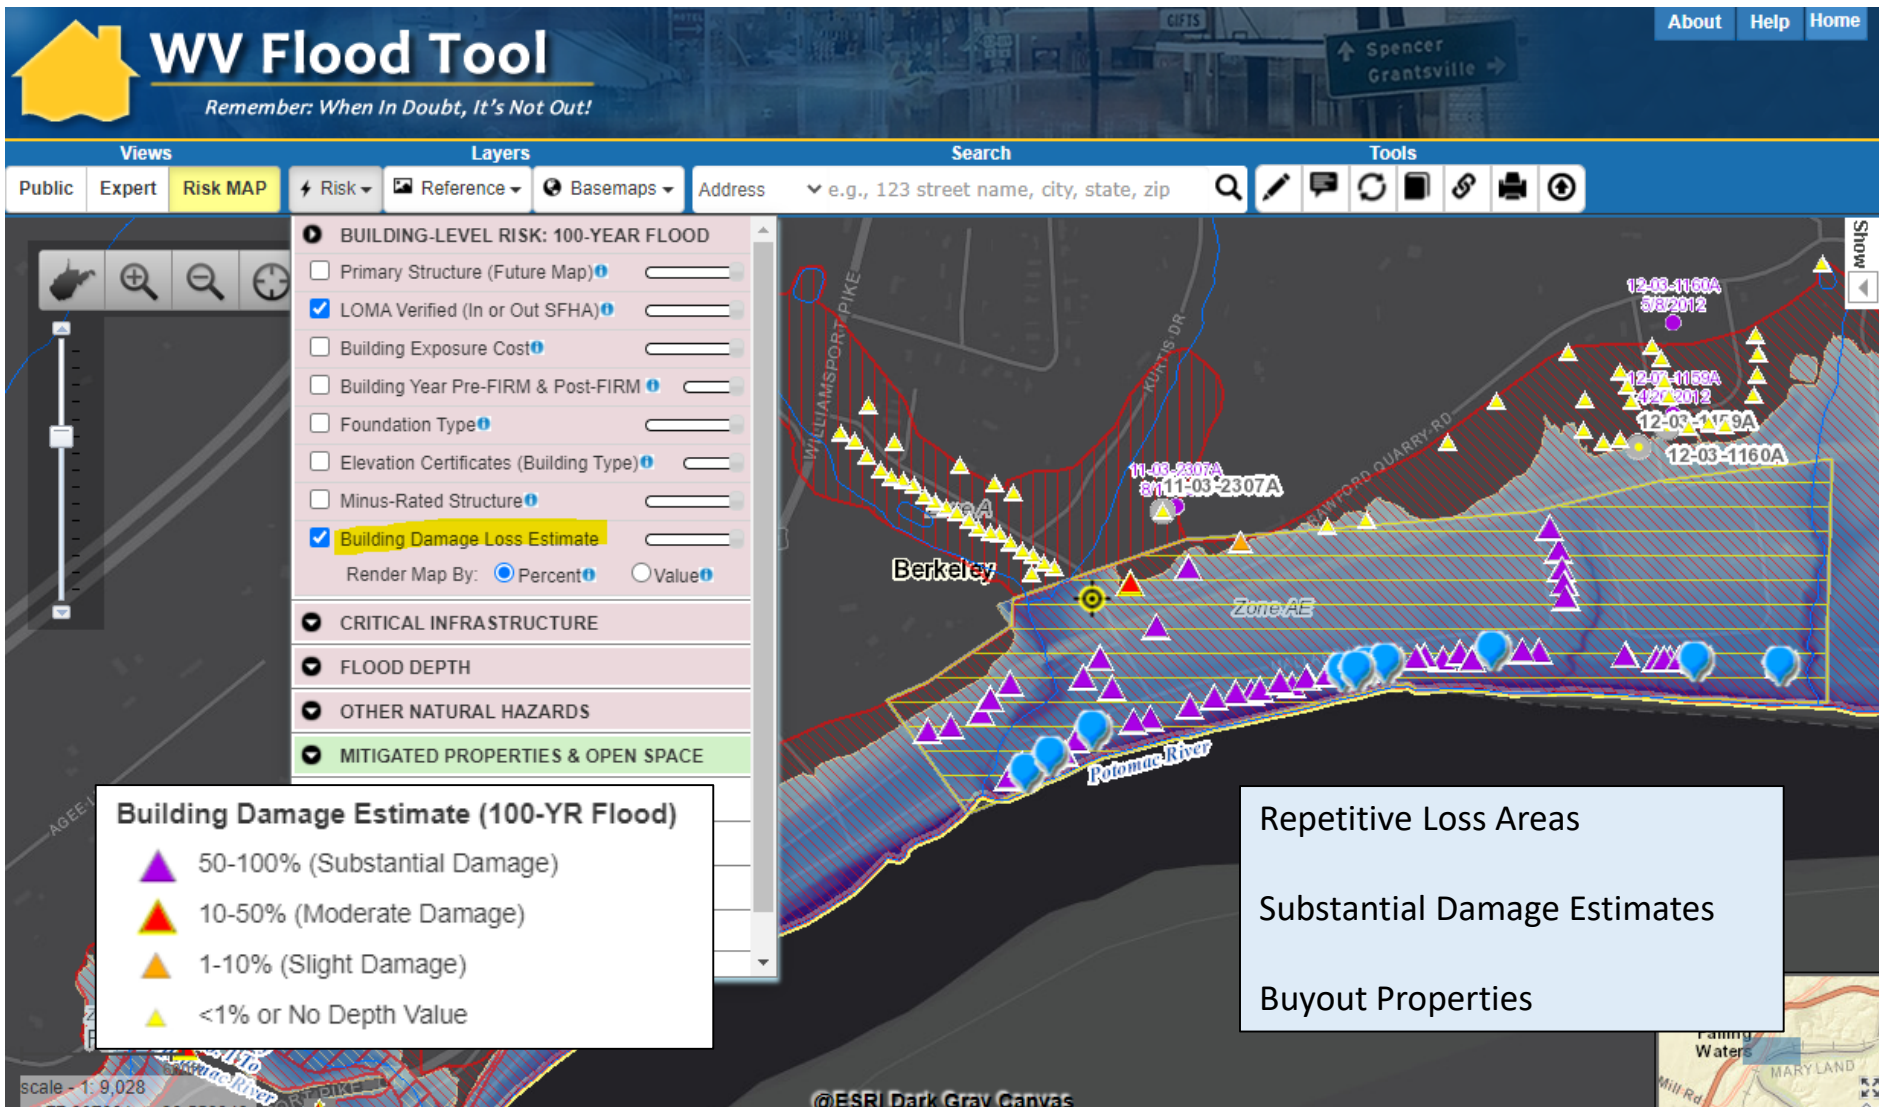 WV Flood Tool
Remember: When In Doubt, It's Not Out!
GIFTS
Spencer
Grantsville
About Help Home
Views Layers Search Tools
Public Expert Risk MAP Risk Reference Basemaps Address e.g., 123 street name, city, state, zip
BUILDING-LEVEL RISK: 100-YEAR FLOOD
Primary Structure (Future Map)
LOMA Verified (In or Out SFHA)
Building Exposure Cost
Building Year Pre-FIRM & Post-FIRM
Foundation Type
Elevation Certificates (Building Type)
Minus-Rated Structure
Building Damage Loss Estimate
Render Map By: Percent Value
CRITICAL INFRASTRUCTURE
FLOOD DEPTH
OTHER NATURAL HAZARDS
MITIGATED PROPERTIES & OPEN SPACE
Show
WILLIAMSPORT PIKE
KURTIS DR
CRAWFORD QUARRY RD
12-03-1160A
5/8/2012
12-03-1159A
4/26/2012
12-03-1159A
12-03-1160A
11-03-2307A
11-03-2307A
Zone A
Berkeley
Zone AE
Potomac River
Building Damage Estimate (100-YR Flood)
50-100% (Substantial Damage)
10-50% (Moderate Damage)
1-10% (Slight Damage)
<1% or No Depth Value
Repetitive Loss Areas
Substantial Damage Estimates
Buyout Properties
Falling
Waters
MARYLAND
Mill Rd
scale - 1: 9,028
@ESRI Dark Gray Canvas